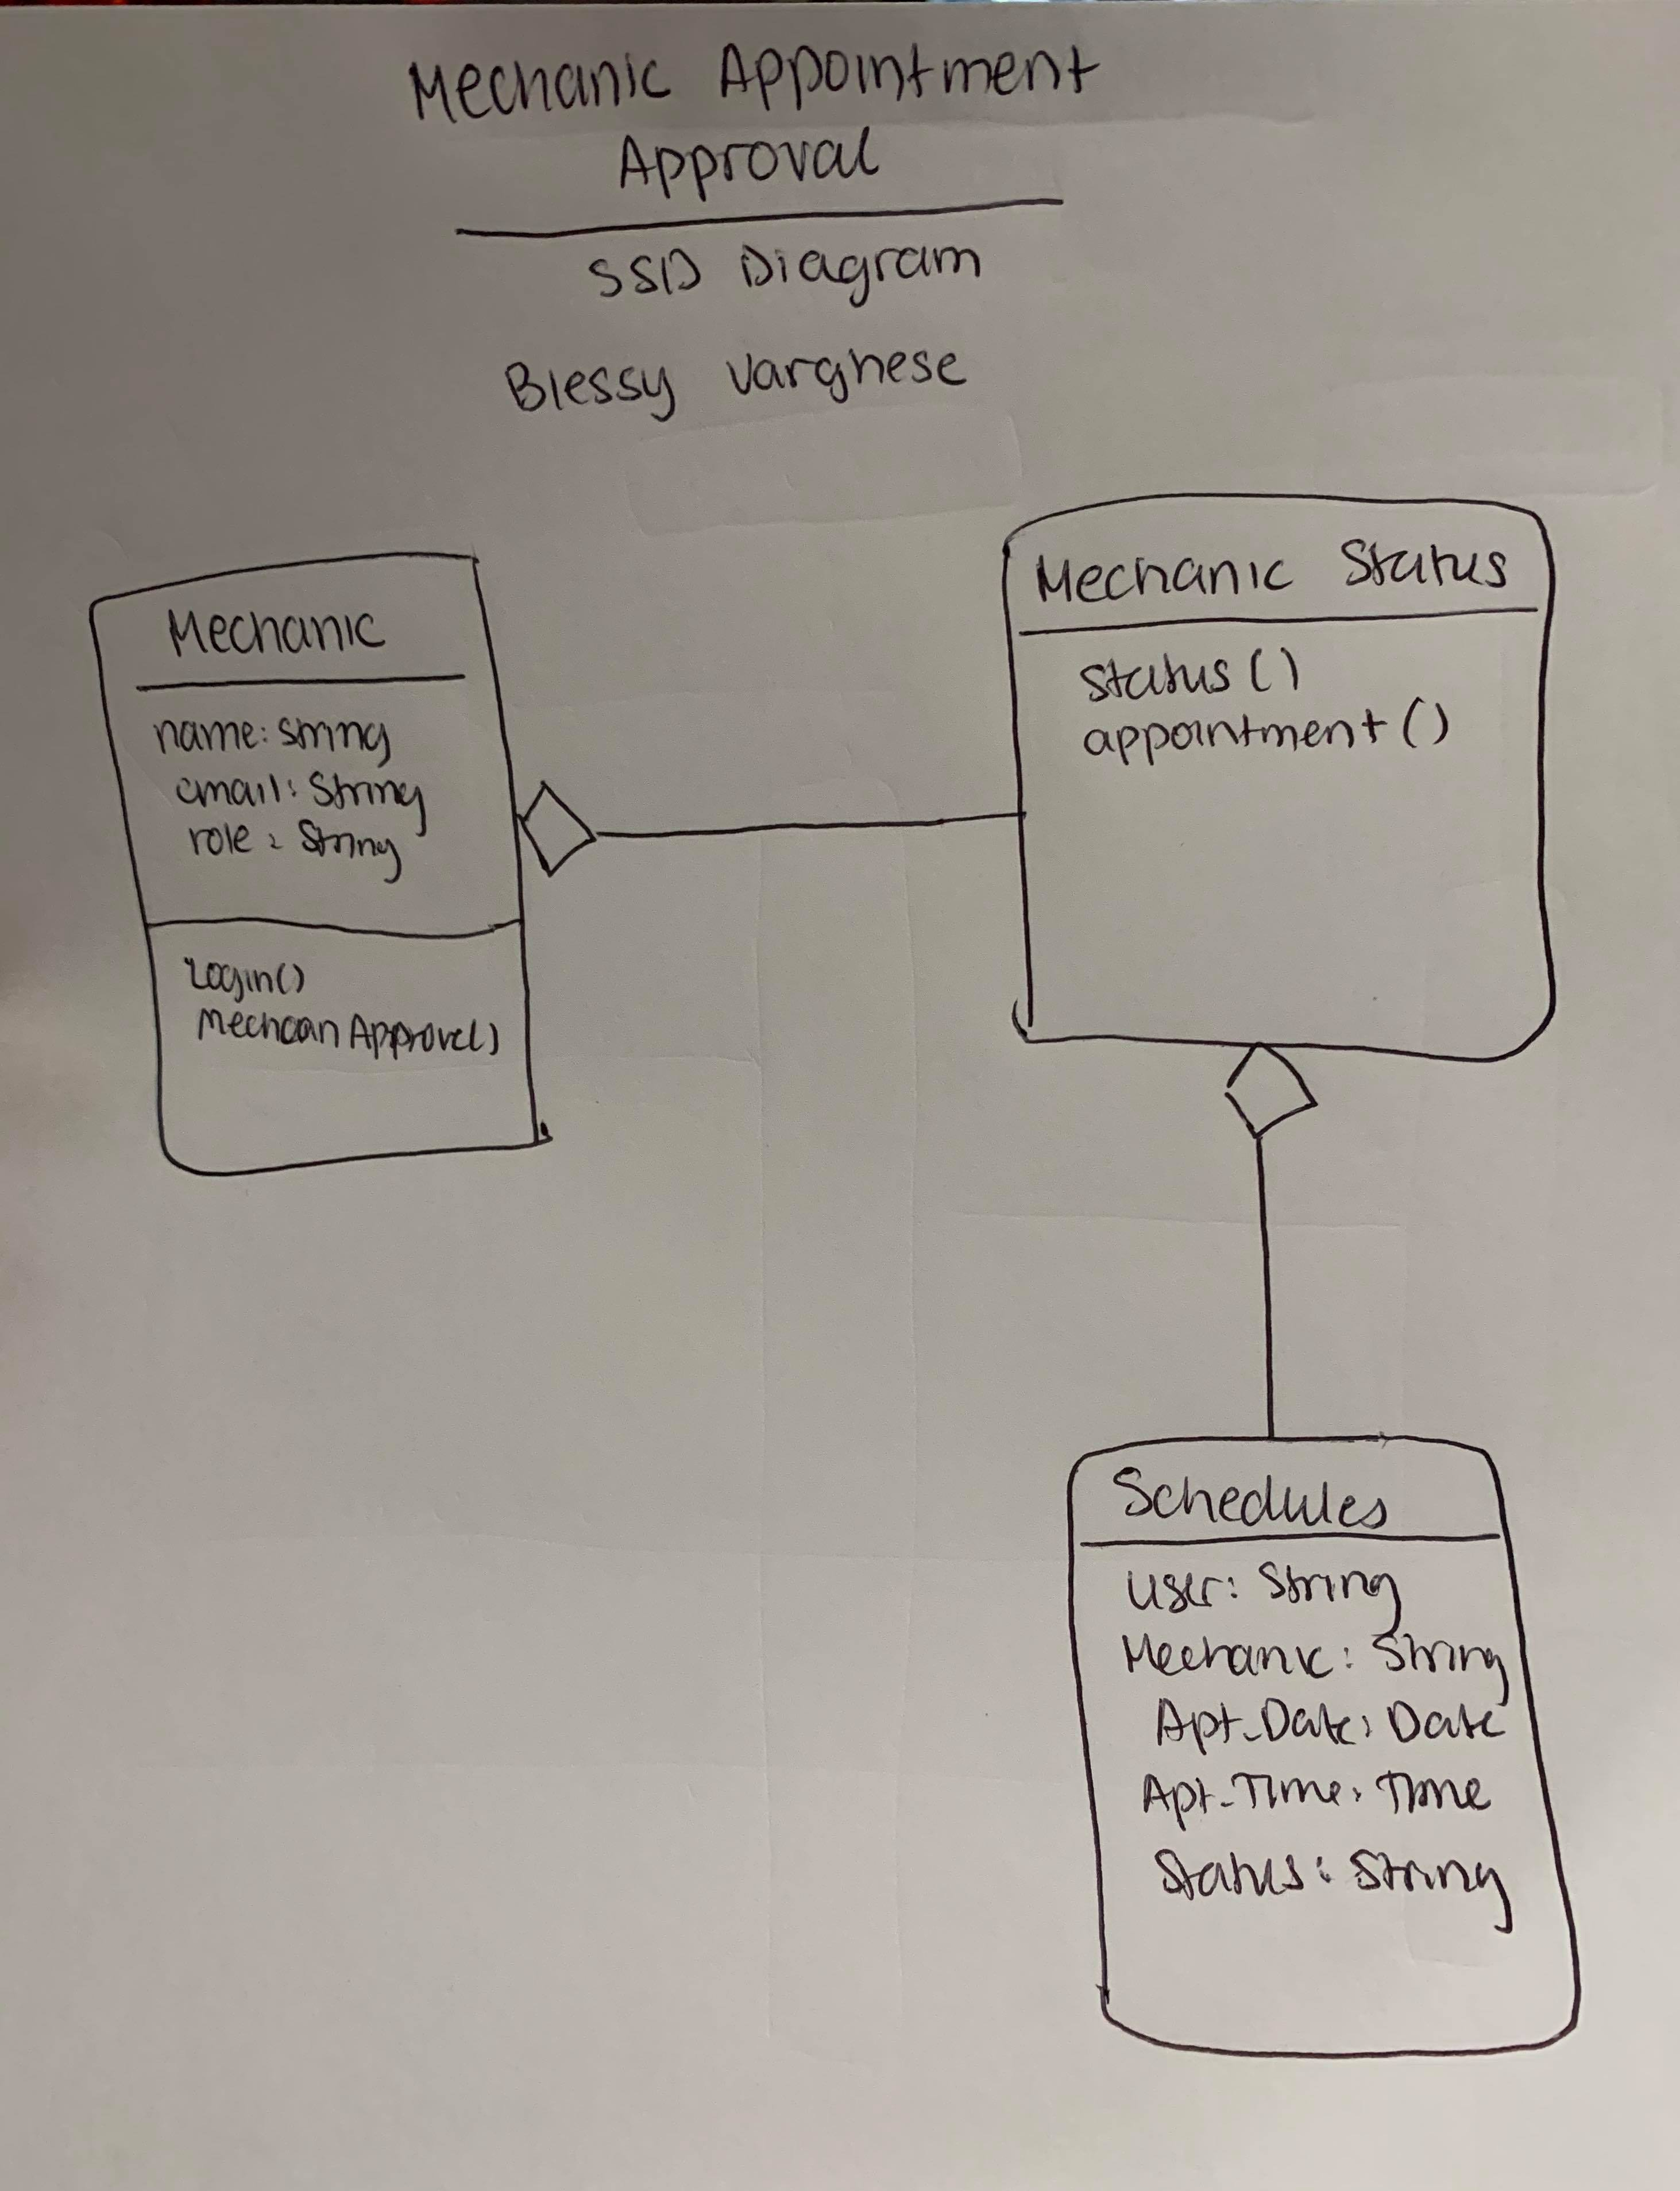 Mechanic Appointment
Approval
SSD Diagram
Blessy Varghese
Mechanic
name: string
email: String
role: String
Login()
Mechcan Approve()
Mechanic Status
status()
appointment()
Schedules
User: String
Mechanic: String
Apt_Date: Date
Apt_Time: Time
Status: String